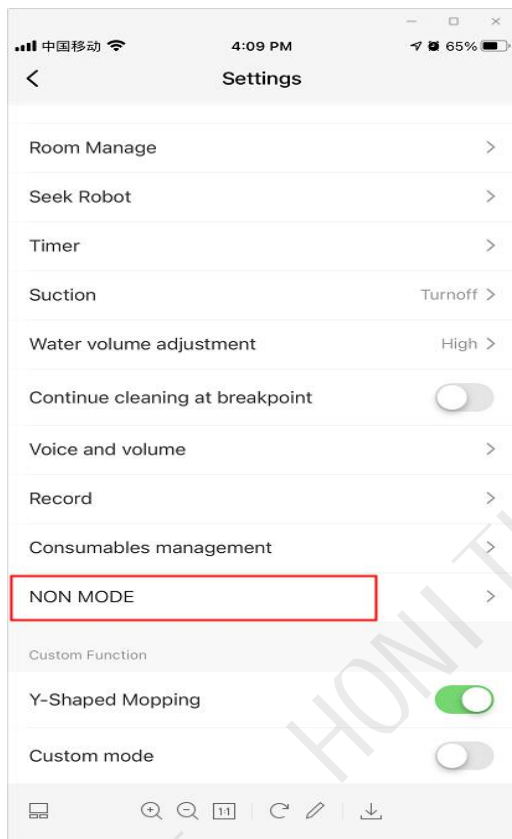 中国移动 4:09 PM 65%
Settings
Room Manage
Seek Robot
Timer
Suction Turnoff
Water volume adjustment High
Continue cleaning at breakpoint
Voice and volume
Record
Consumables management
NON MODE
Custom Function
Y-Shaped Mopping
Custom mode
1:1
HONI